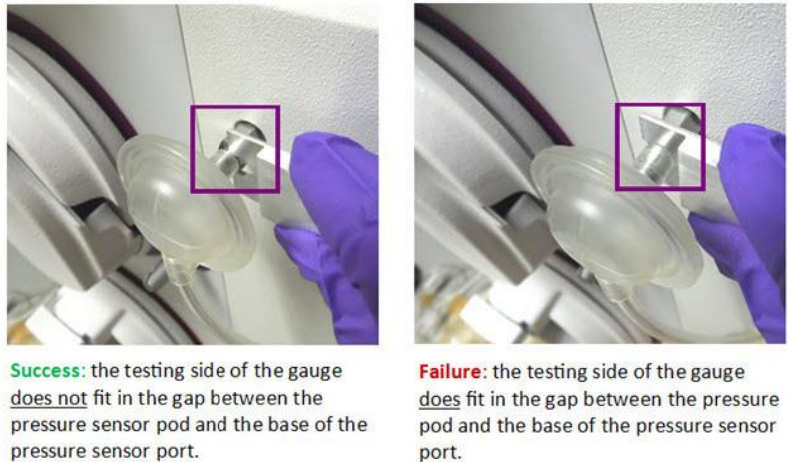 Success: the testing side of the gauge
does not fit in the gap between the
pressure sensor pod and the base of the
pressure sensor port.
Failure: the testing side of the gauge
does fit in the gap between the pressure
pod and the base of the pressure sensor
port.